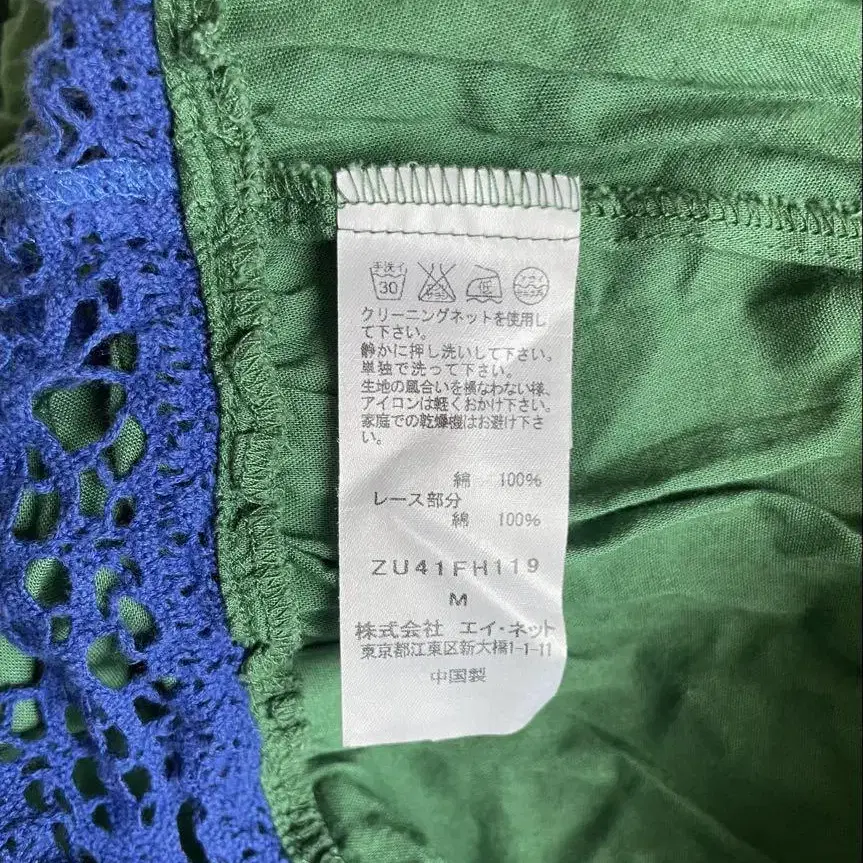 手洗イ
30
低
クリーニングネットを使用し
て下さい。
静かに押し洗いして下さい。
単独で洗って下さい。
生地の風合いを損なわない様、
アイロンは軽くおかけ下さい。
家庭での乾燥機はお避け下さ
い。
綿 100%
レース部分
綿 100%
ZU41FH119
M
株式会社 エイ・ネット
東京都江東区新大橋1-1-11
中国製